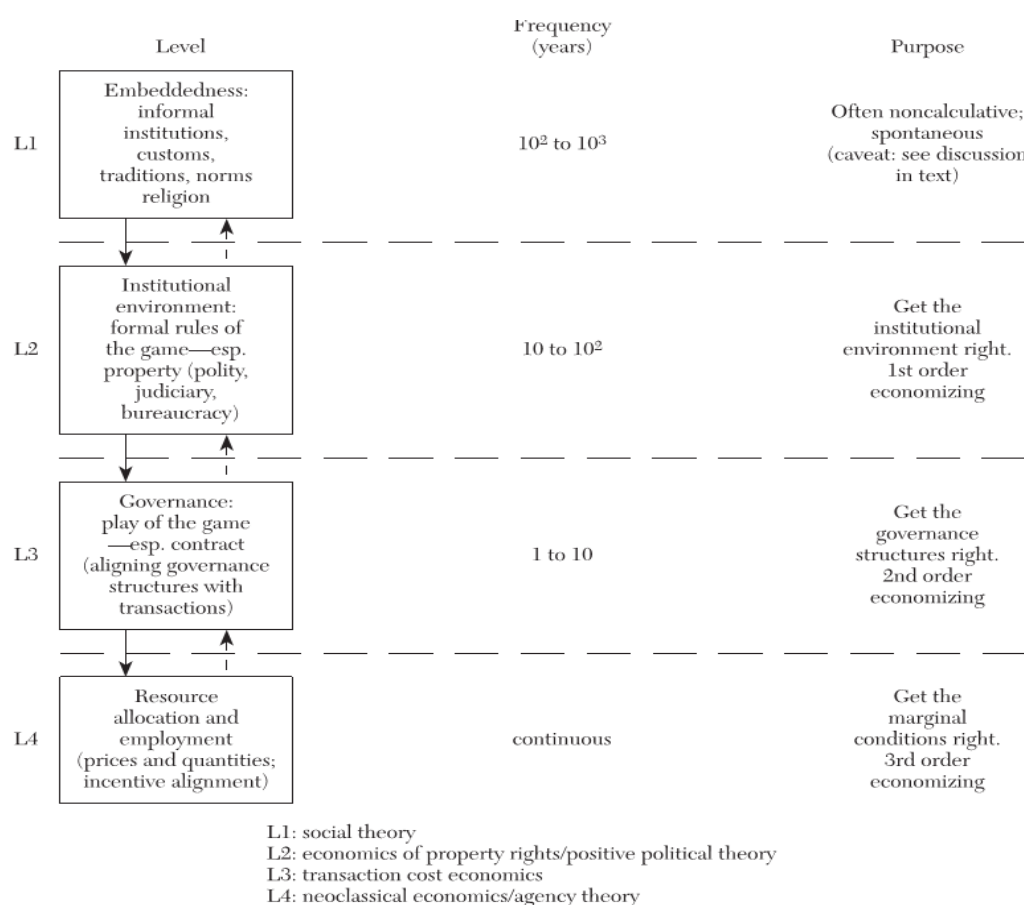 Frequency
Level (years) Purpose
Embeddedness:
informal
institutions,
customs,
traditions, norms
religion
L1
10² to 10³
Often noncalculative;
spontaneous
(caveat: see discussion
in text)
Institutional
environment:
formal rules of
the game—esp.
property (polity,
judiciary,
bureaucracy)
L2
10 to 10²
Get the
institutional
environment right.
1st order
economizing
Governance:
play of the game
—esp. contract
(aligning governance
structures with
transactions)
L3
1 to 10
Get the
governance
structures right.
2nd order
economizing
Resource
allocation and
employment
(prices and quantities;
incentive alignment)
L4
continuous
Get the
marginal
conditions right.
3rd order
economizing
L1: social theory
L2: economics of property rights/positive political theory
L3: transaction cost economics
L4: neoclassical economics/agency theory